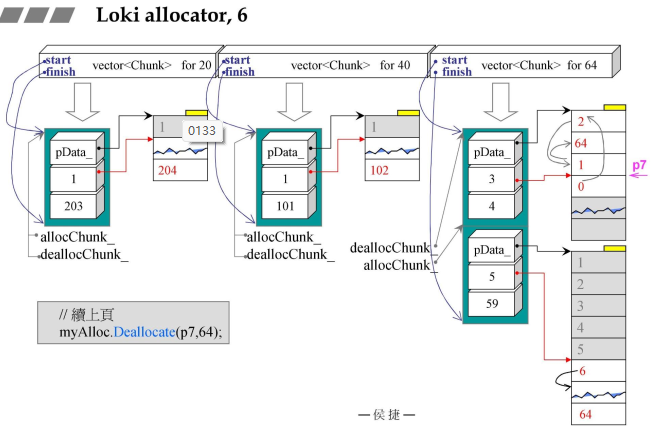 Loki allocator, 6
start
finish
vector<Chunk> for 20
start
finish
vector<Chunk> for 40
start
finish
vector<Chunk> for 64
pData_
1
203
1
0133
204
allocChunk_
deallocChunk_
pData_
1
101
1
102
allocChunk_
deallocChunk_
pData_
3
4
2
64
1
0
p7
deallocChunk_
allocChunk_
pData_
5
59
1
2
3
4
5
6
64
// 續上頁
myAlloc.Deallocate(p7,64);
—侯捷—